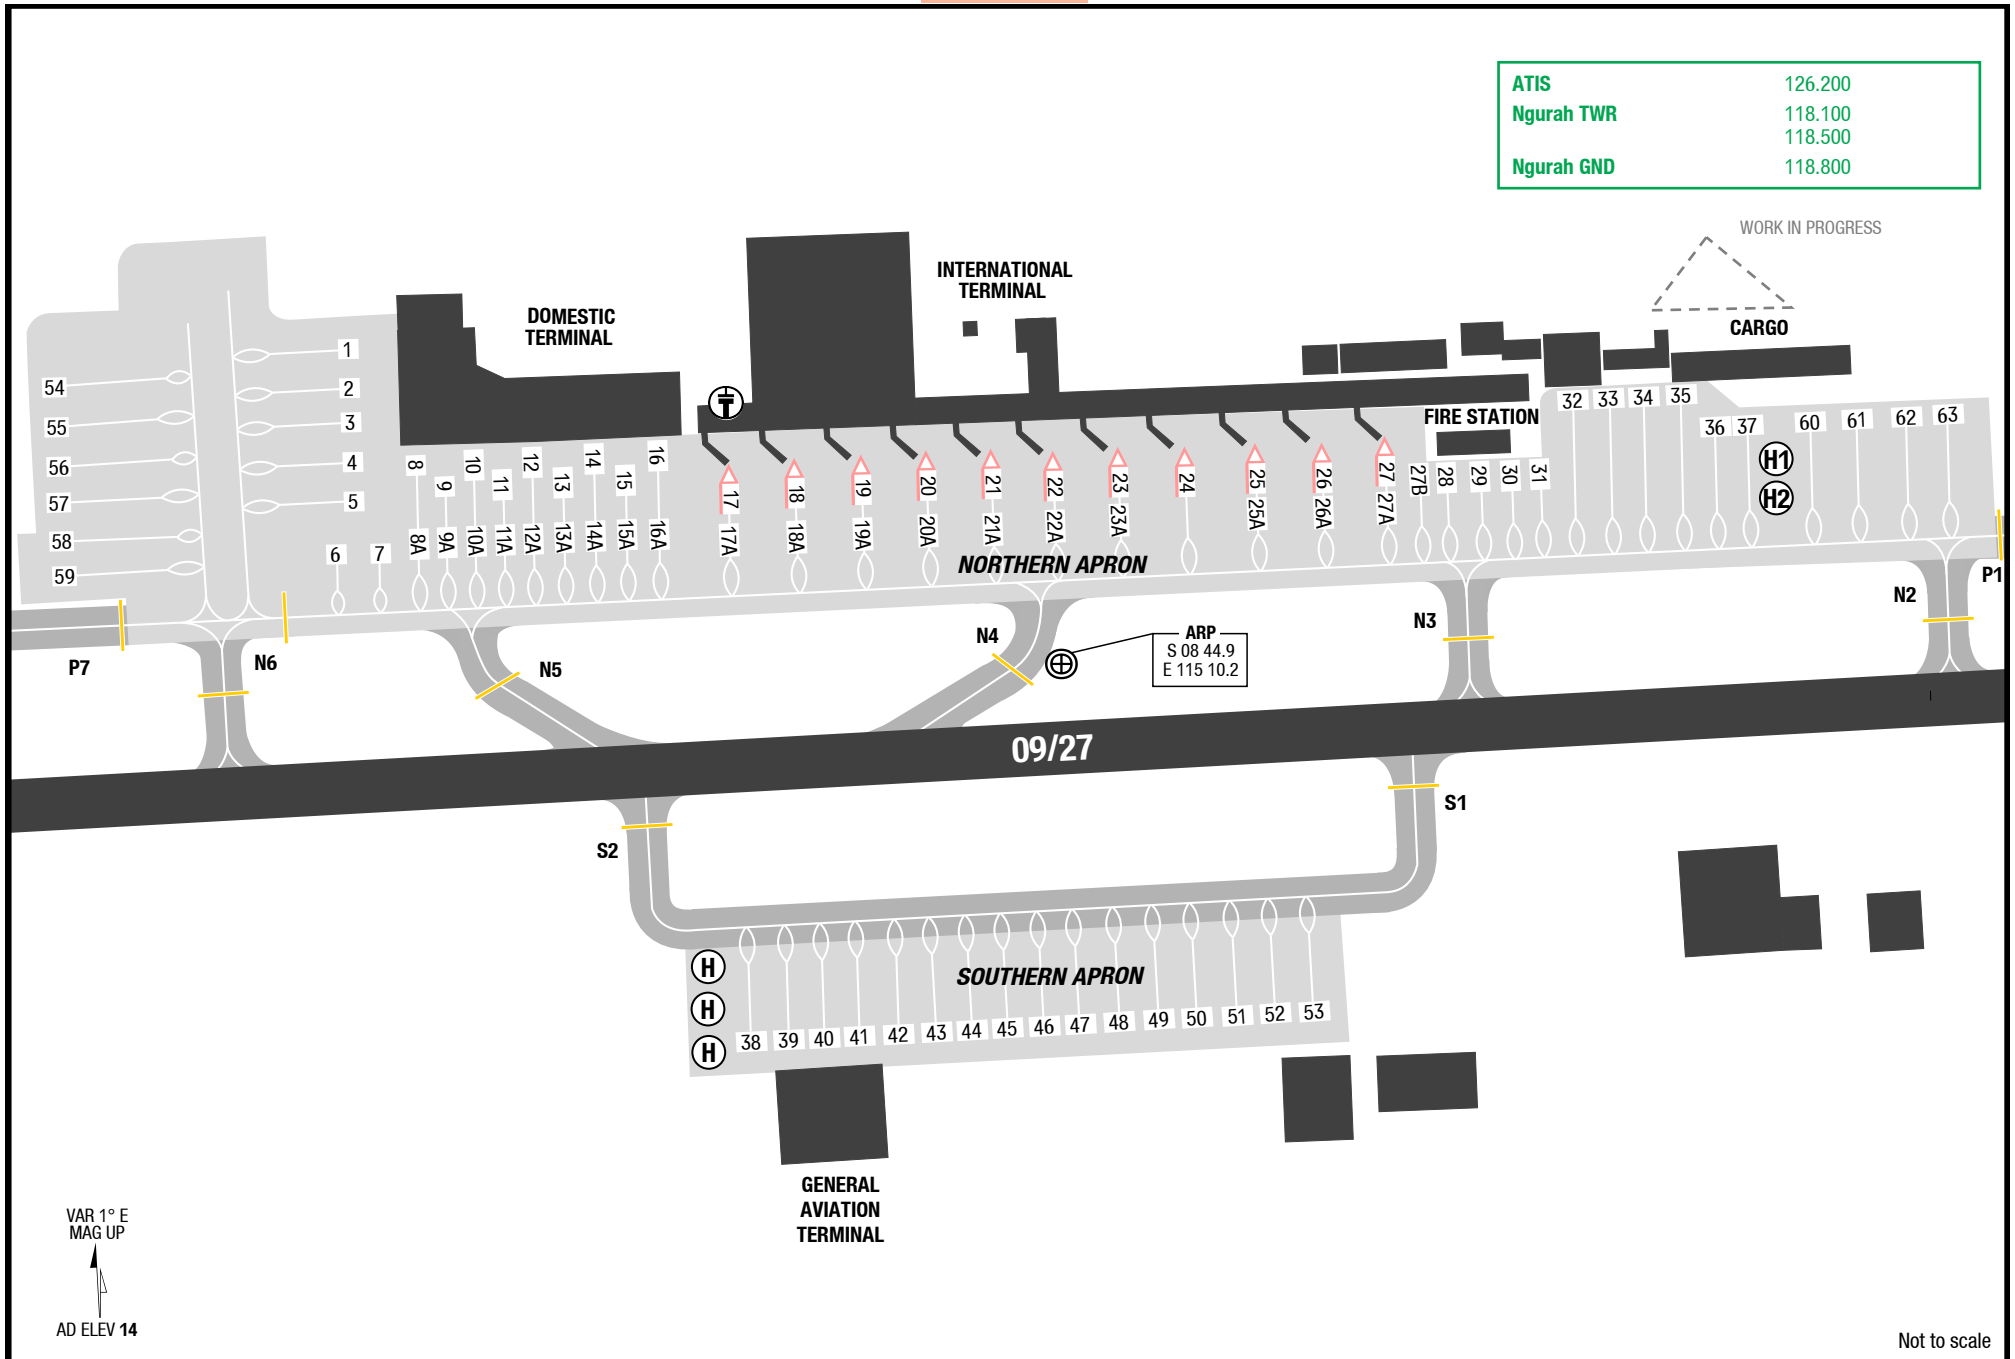 ATIS 126.200
Ngurah TWR 118.100
118.500
Ngurah GND 118.800
WORK IN PROGRESS
INTERNATIONAL
TERMINAL
DOMESTIC
TERMINAL
CARGO
FIRE STATION
1
2
3
4
5
54
55
56
57
58
59
6
7
8
9
10
11
12
13
14
15
16
8A
9A
10A
11A
12A
13A
14A
15A
16A
17
18
19
20
21
22
23
24
25
26
27
17A
18A
19A
20A
21A
22A
23A
25A
26A
27A
27B
28
29
30
31
32
33
34
35
36
37
H1
H2
60
61
62
63
NORTHERN APRON
P7
N6
N5
N4
N3
N2
P1
ARP
S 08 44.9
E 115 10.2
09/27
S2
S1
SOUTHERN APRON
H
H
H
38
39
40
41
42
43
44
45
46
47
48
49
50
51
52
53
GENERAL
AVIATION
TERMINAL
VAR 1° E
MAG UP
AD ELEV 14
Not to scale